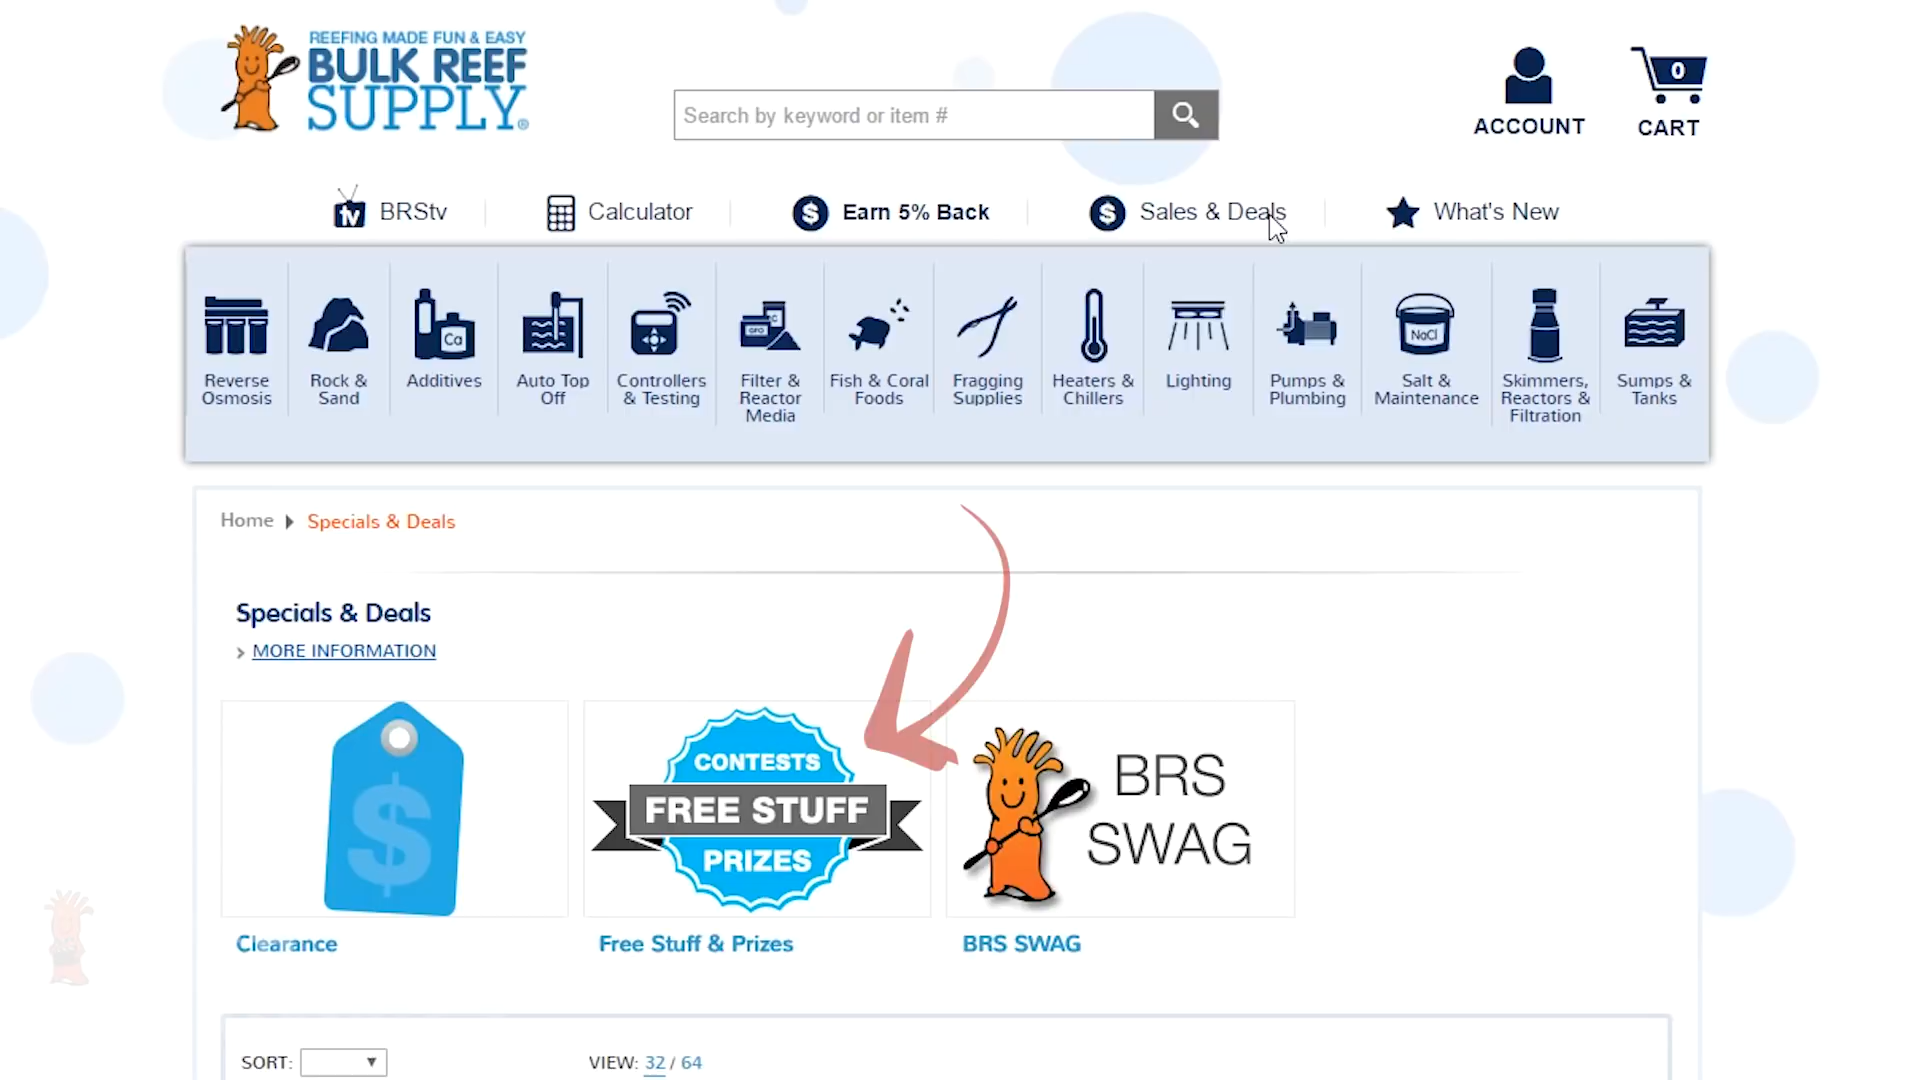 REEFING MADE FUN & EASY
BULK REEF
SUPPLY®
Search by keyword or item #
ACCOUNT
0
CART
tv BRStv
Calculator
$ Earn 5% Back
$ Sales & Deals
What's New
Reverse
Osmosis
Rock &
Sand
Ca
Additives
Auto Top
Off
Controllers
& Testing
GFO
C
Filter &
Reactor
Media
Fish & Coral
Foods
Fragging
Supplies
Heaters &
Chillers
Lighting
Pumps &
Plumbing
NaCl
Salt &
Maintenance
Skimmers,
Reactors &
Filtration
Sumps &
Tanks
Home Specials & Deals
Specials & Deals
MORE INFORMATION
$
Clearance
CONTESTS
FREE STUFF
PRIZES
Free Stuff & Prizes
BRS
SWAG
BRS SWAG
SORT:
VIEW: 32 / 64